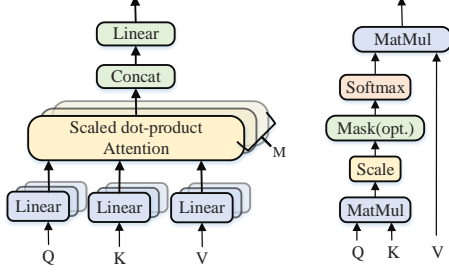 Linear
Concat
Scaled dot-product
Attention
M
Linear
Linear
Linear
Q
K
V
MatMul
Softmax
Mask(opt.)
Scale
MatMul
Q
K
V